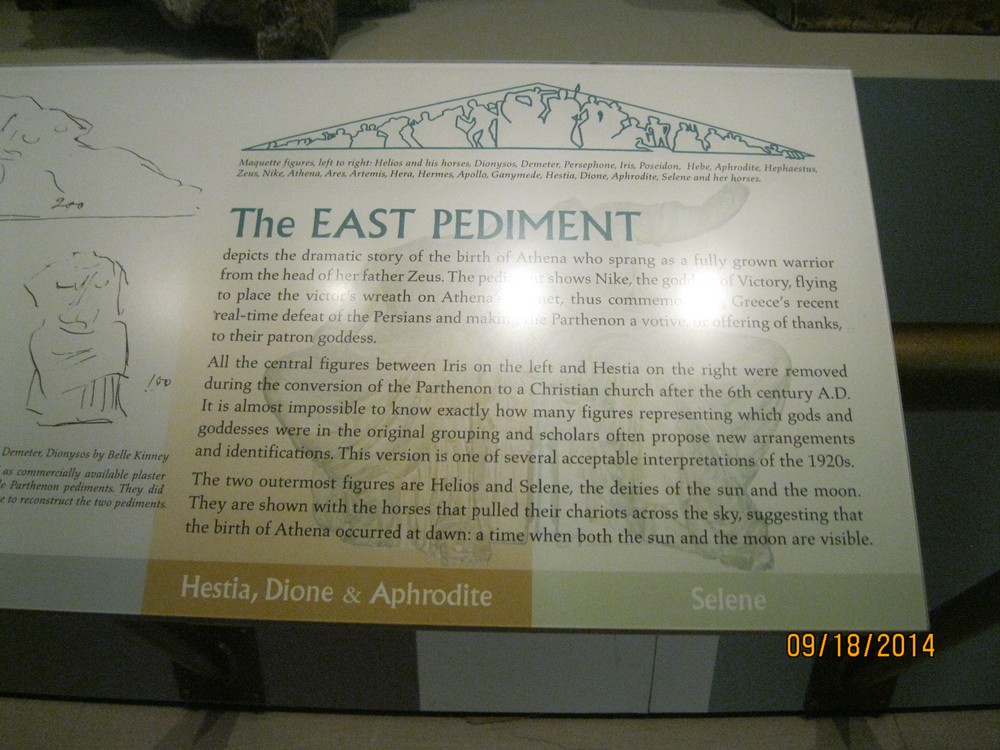 200
Maquette figures, left to right: Helios and his horses, Dionysos, Demeter, Persephone, Iris, Poseidon, Hebe, Aphrodite, Hephaestus,
Zeus, Nike, Athena, Ares, Artemis, Hera, Hermes, Apollo, Ganymede, Hestia, Dione, Aphrodite, Selene and her horses.
The EAST PEDIMENT
depicts the dramatic story of the birth of Athena who sprang as a fully grown warrior
from the head of her father Zeus. The pediment shows Nike, the goddess of Victory, flying
to place the victor's wreath on Athena's thus Greece's recent
real-time defeat of the Persians and making the Parthenon a votive, or offering of thanks,
to their patron goddess.
All the central figures between Iris on the left and Hestia on the right were removed
during the conversion of the Parthenon to a Christian church after the 6th century A.D.
It is almost impossible to know exactly how many figures representing which gods and
goddesses were in the original grouping and scholars often propose new arrangements
and identifications. This version is one of several acceptable interpretations of the 1920s.
The two outermost figures are Helios and Selene, the deities of the sun and the moon.
They are shown with the horses that pulled their chariots across the sky, suggesting that
the birth of Athena occurred at dawn: a time when both the sun and the moon are visible.
Demeter, Dionysos by Belle Kinney
as commercially available plaster
Parthenon pediments. They did
to reconstruct the two pediments.
Hestia, Dione & Aphrodite
Selene
09/18/2014